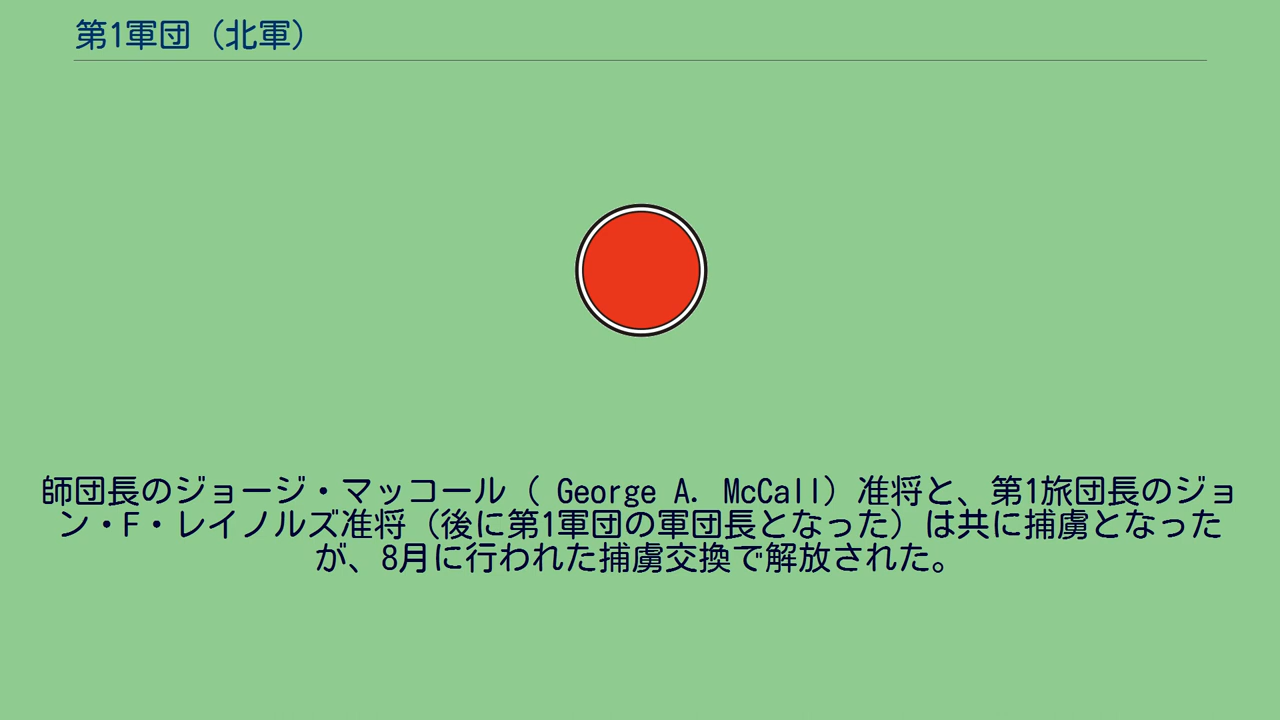 第1軍団（北軍）
師団長のジョージ・マッコール（ George A. McCall）准将と、第1旅団長のジョ
ン・F・レイノルズ准将（後に第1軍団の軍団長となった）は共に捕虜となった
が、8月に行われた捕虜交換で解放された。